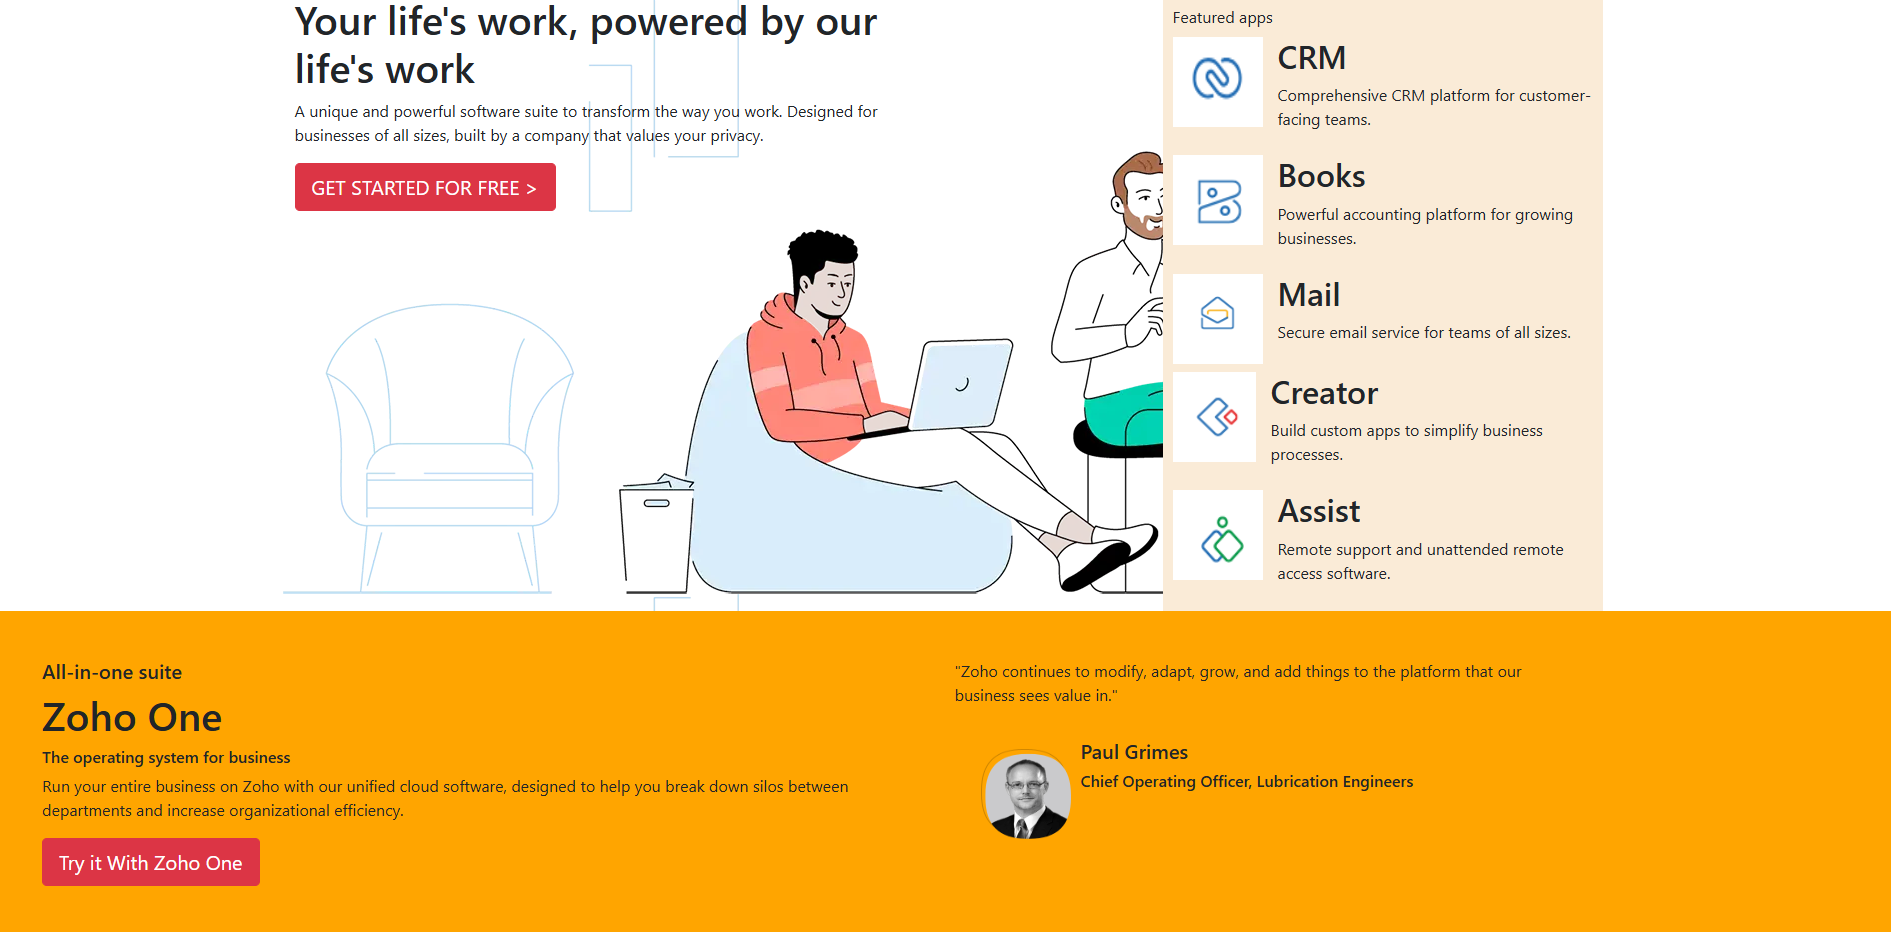 Your life's work, powered by our
life's work
A unique and powerful software suite to transform the way you work. Designed for
businesses of all sizes, built by a company that values your privacy.
GET STARTED FOR FREE >
Featured apps
CRM
Comprehensive CRM platform for customer-
facing teams.
Books
Powerful accounting platform for growing
businesses.
Mail
Secure email service for teams of all sizes.
Creator
Build custom apps to simplify business
processes.
Assist
Remote support and unattended remote
access software.
All-in-one suite
Zoho One
The operating system for business
Run your entire business on Zoho with our unified cloud software, designed to help you break down silos between
departments and increase organizational efficiency.
Try it With Zoho One
"Zoho continues to modify, adapt, grow, and add things to the platform that our
business sees value in."
Paul Grimes
Chief Operating Officer, Lubrication Engineers